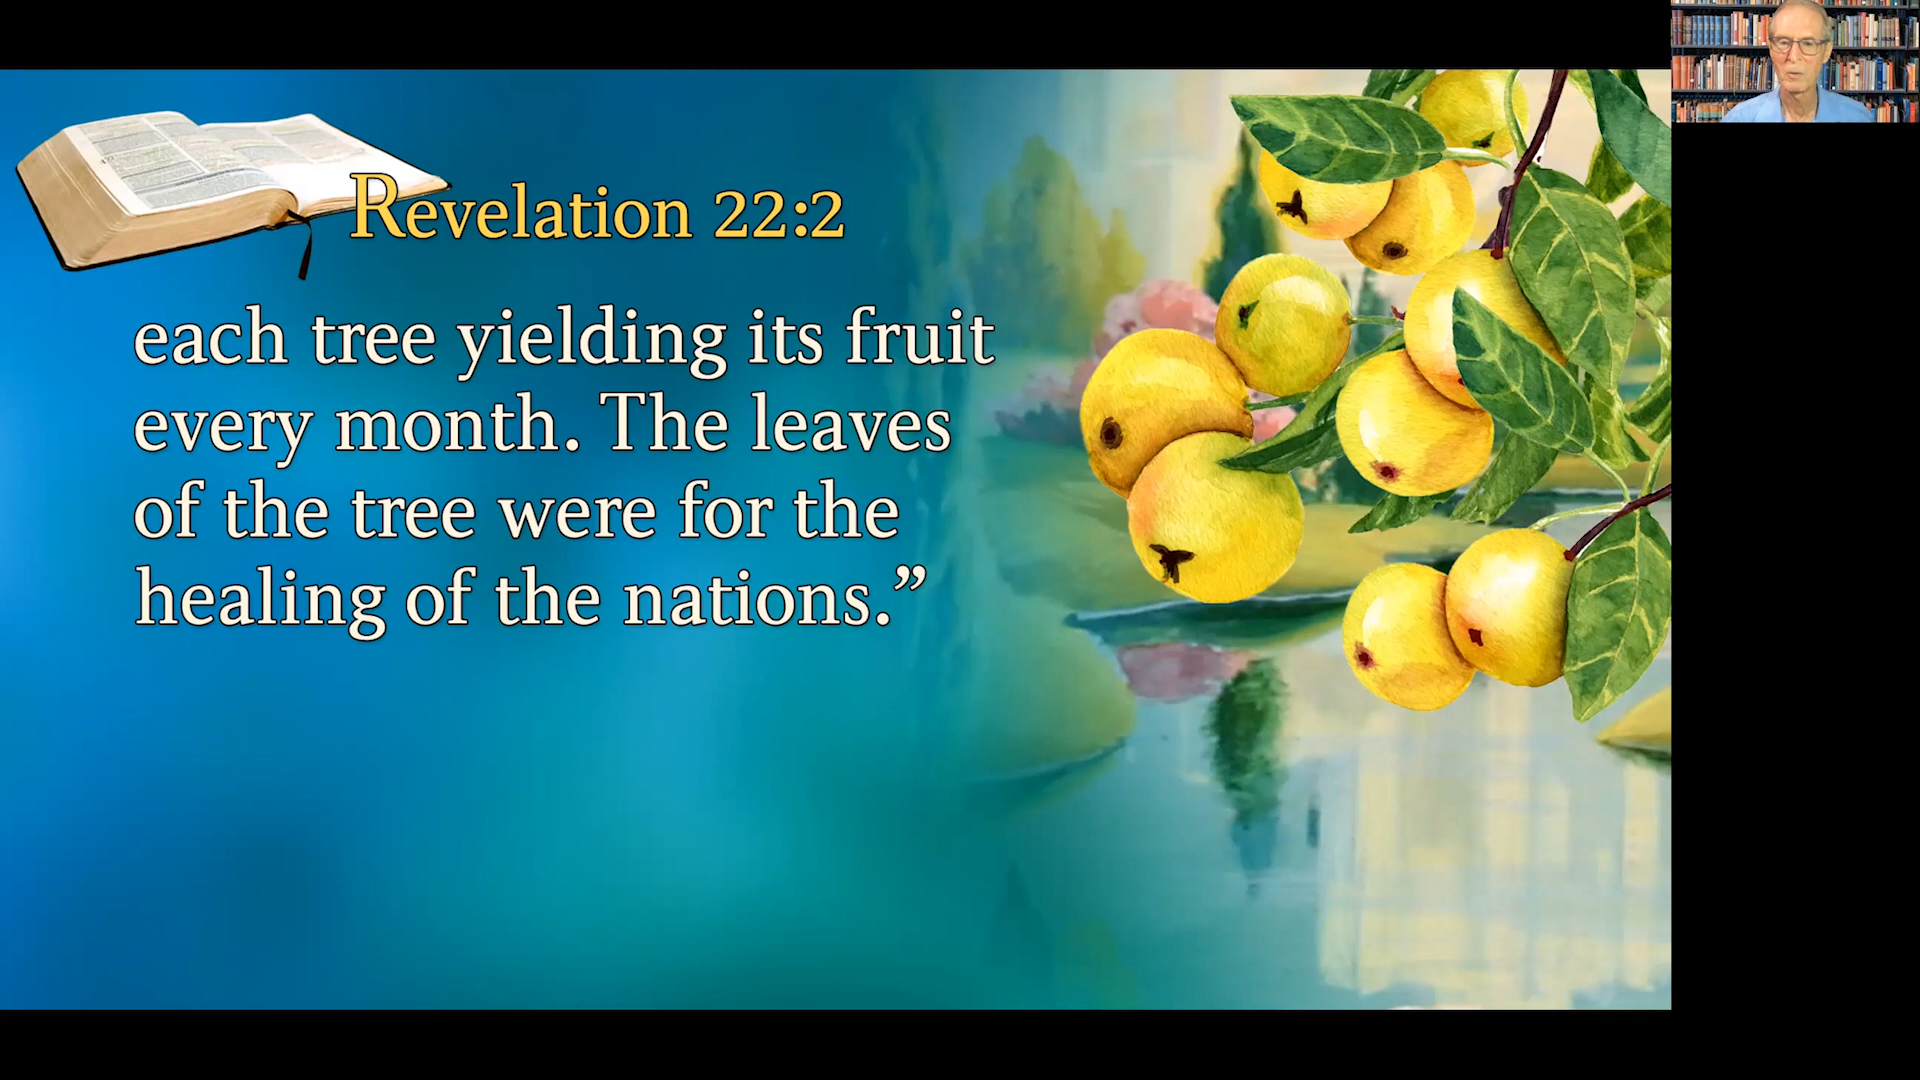 Revelation 22:2
each tree yielding its fruit
every month. The leaves
of the tree were for the
healing of the nations.”